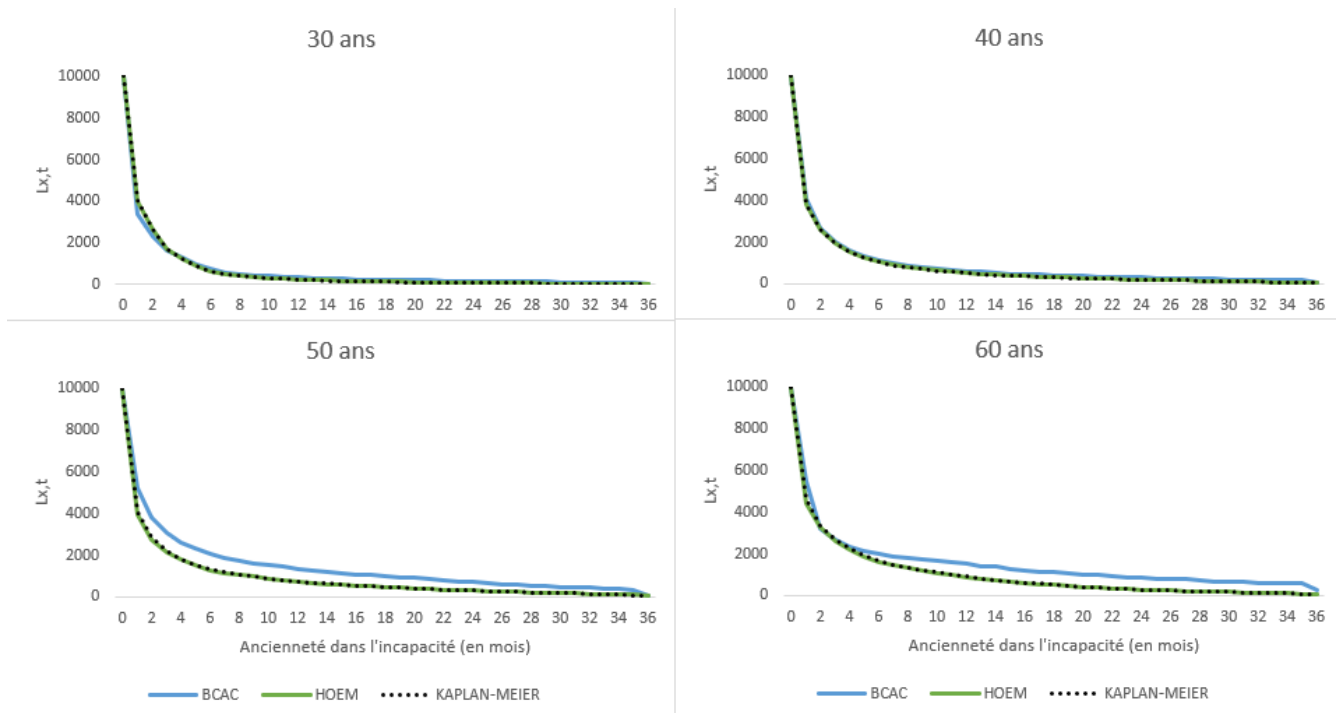 30 ans
10000
8000
6000
4000
2000
0
Lx,t
0 2 4 6 8 10 12 14 16 18 20 22 24 26 28 30 32 34 36
40 ans
10000
8000
6000
4000
2000
0
Lx,t
0 2 4 6 8 10 12 14 16 18 20 22 24 26 28 30 32 34 36
50 ans
10000
8000
6000
4000
2000
0
Lx,t
0 2 4 6 8 10 12 14 16 18 20 22 24 26 28 30 32 34 36
Ancienneté dans l'incapacité (en mois)
BCAC HOEM KAPLAN-MEIER
60 ans
10000
8000
6000
4000
2000
0
Lx,t
0 2 4 6 8 10 12 14 16 18 20 22 24 26 28 30 32 34 36
Ancienneté dans l'incapacité (en mois)
BCAC HOEM KAPLAN-MEIER